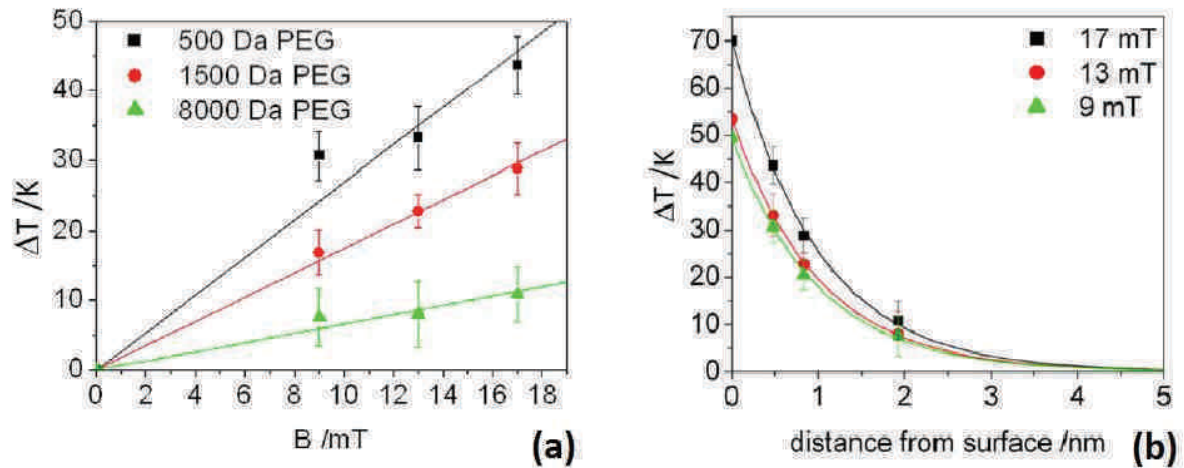 50
40
30
20
10
0
ΔT /K
500 Da PEG
1500 Da PEG
8000 Da PEG
0 2 4 6 8 10 12 14 16 18
B /mT
(a)
70
60
50
40
30
20
10
0
ΔT /K
17 mT
13 mT
9 mT
0 1 2 3 4 5
distance from surface /nm
(b)